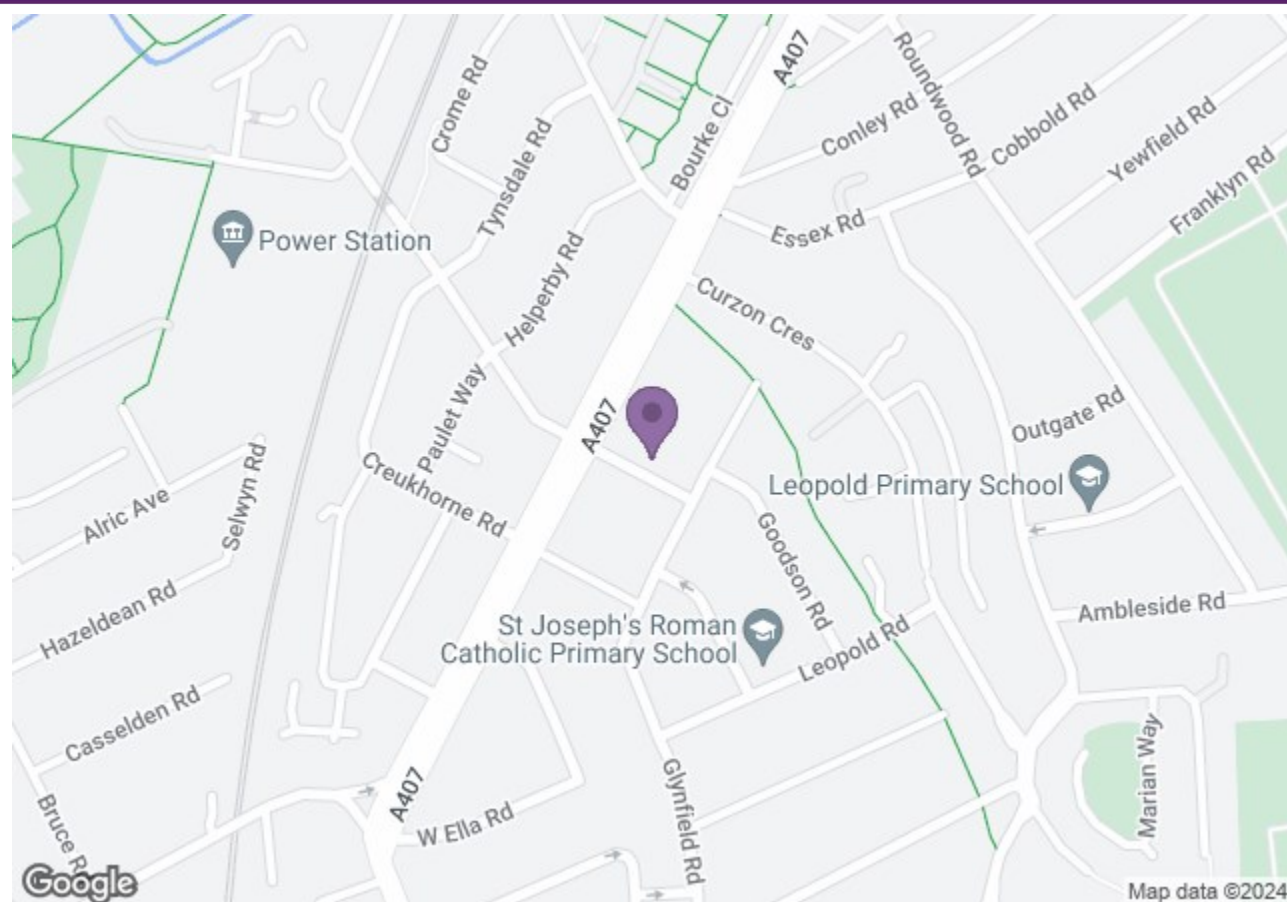 A407
Roundwood Rd
Crome Rd
Conley Rd
Cobbold Rd
Bourke Cl
Yewfield Rd
Tynsdale Rd
Essex Rd
Franklyn Rd
Power Station
Helperby Rd
Curzon Cres
Paulet Way
A407
Outgate Rd
Creukhorne Rd
Selwyn Rd
Leopold Primary School
Alric Ave
Goodson Rd
Hazeldean Rd
Ambleside Rd
St Joseph's Roman
Catholic Primary School
Leopold Rd
Casselden Rd
Marian Way
A407
Glynfield Rd
Bruce Rd
W Ella Rd
Google
Map data ©2024